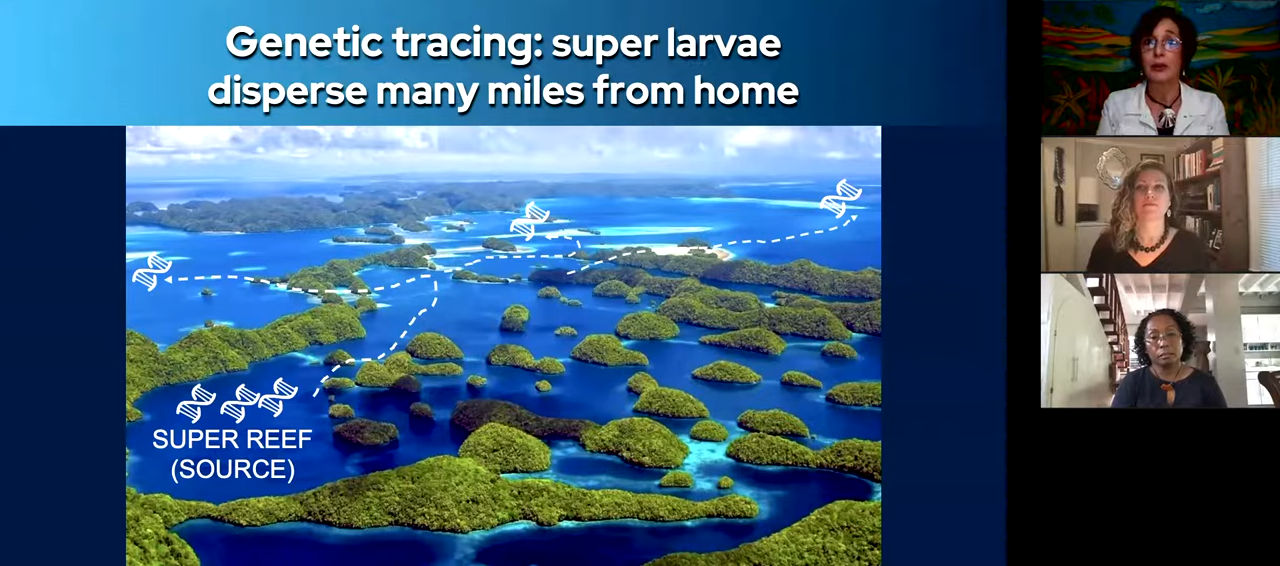 Genetic tracing: super larvae
disperse many miles from home
SUPER REEF
(SOURCE)